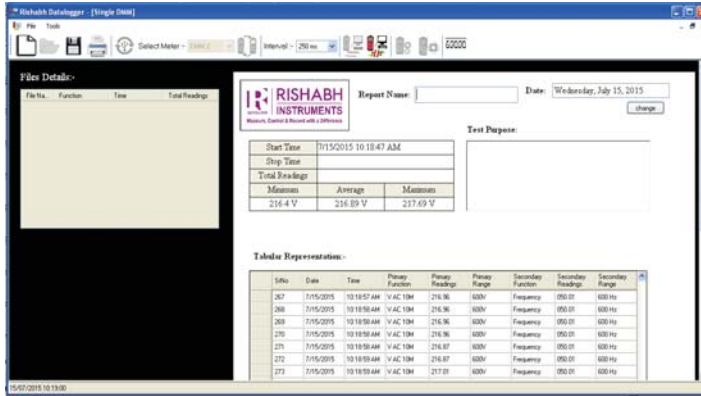 Rishabh Datalogger - [Single DMM]
File Tools
Select Meter - Interval :- 250 ms
Files Details:-
File Na... Function Time Total Readings
RISHABH
INSTRUMENTS
Measure, Control & Record with a Difference
Report Name:
Date: Wednesday, July 15, 2015
change
Test Purpose:
Start Time 7/15/2015 10:18:47 AM
Stop Time
Total Readings
Minimum Average Maximum
216.4 V 216.89 V 217.69 V
Tabular Representation:-
SrNo. Date Time Primary Function Primary Readings Primary Range Secondary Function Secondary Readings Secondary Range
267 7/15/2015 10:18:57 AM V AC 10M 216.96 600V Frequency 050.01 600 Hz
268 7/15/2015 10:18:58 AM V AC 10M 216.96 600V Frequency 050.01 600 Hz
269 7/15/2015 10:18:58 AM V AC 10M 216.96 600V Frequency 050.01 600 Hz
270 7/15/2015 10:18:58 AM V AC 10M 216.96 600V Frequency 050.01 600 Hz
271 7/15/2015 10:18:58 AM V AC 10M 216.87 600V Frequency 050.01 600 Hz
272 7/15/2015 10:18:59 AM V AC 10M 216.87 600V Frequency 050.01 600 Hz
273 7/15/2015 10:18:59 AM V AC 10M 217.01 600V Frequency 050.01 600 Hz
15/07/2015 10:19:00